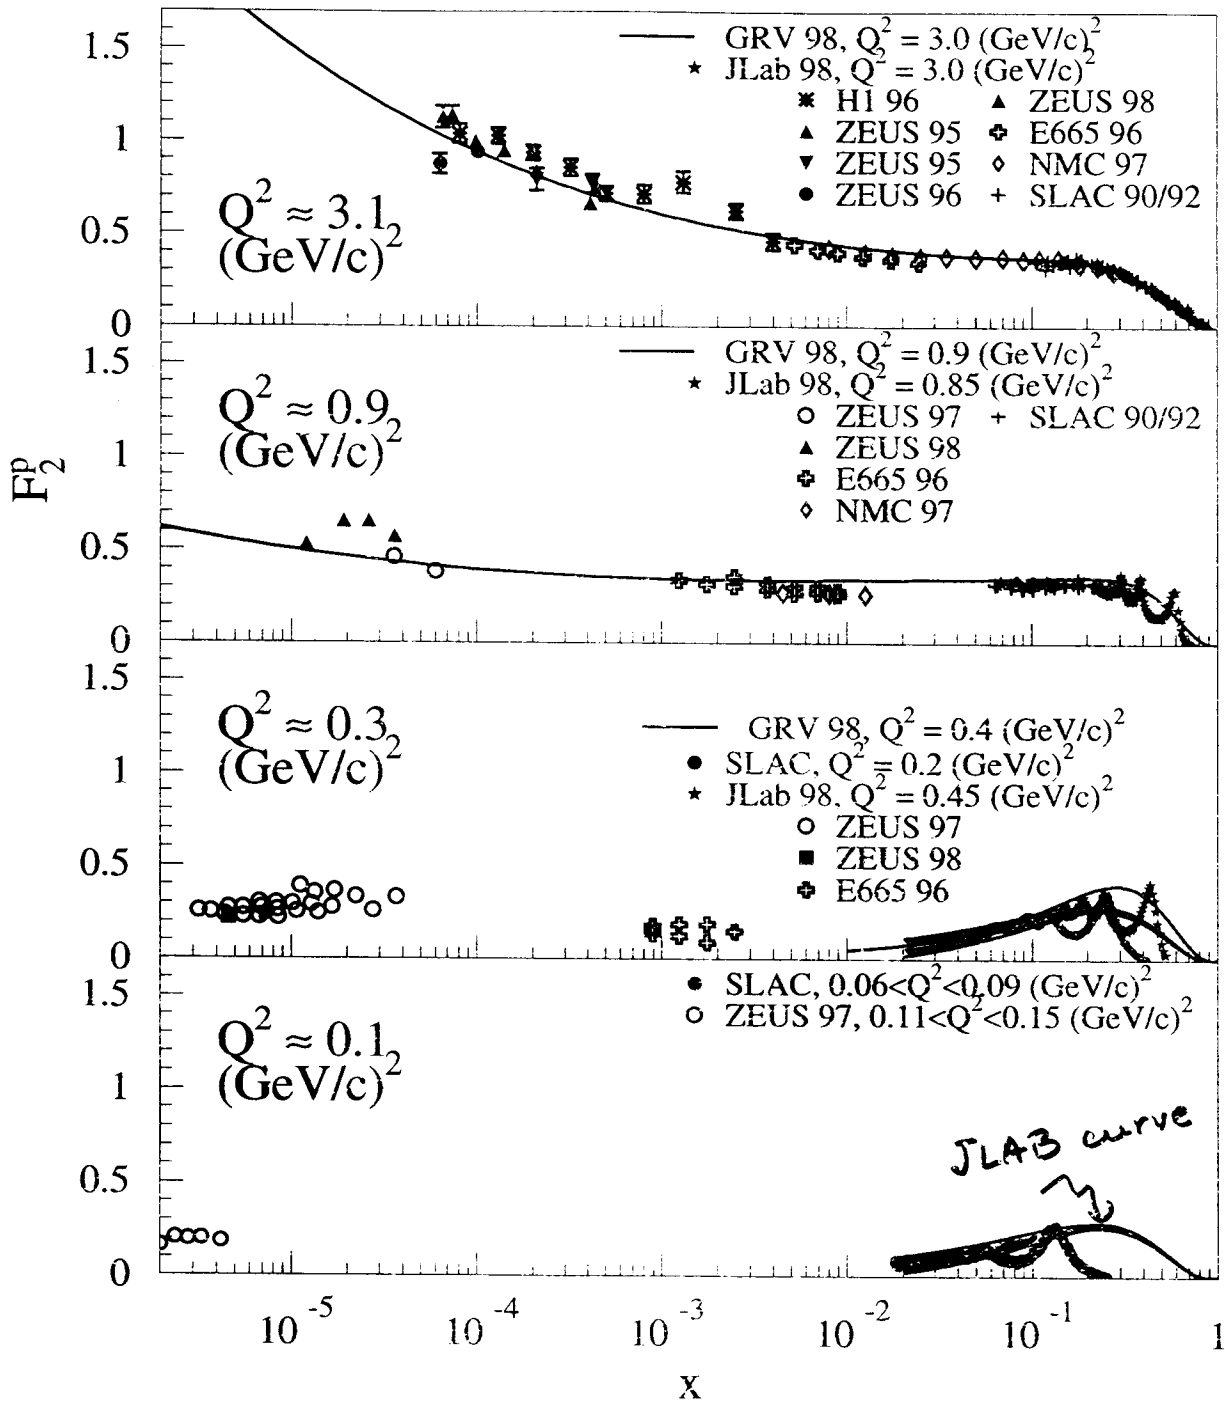 GRV 98, Q² = 3.0 (GeV/c)²
JLab 98, Q² = 3.0 (GeV/c)²
H1 96 ZEUS 98
ZEUS 95 E665 96
ZEUS 95 NMC 97
ZEUS 96 SLAC 90/92
Q² ≈ 3.1
(GeV/c)²
1.5
1
0.5
0
GRV 98, Q² = 0.9 (GeV/c)²
JLab 98, Q² = 0.85 (GeV/c)²
ZEUS 97 SLAC 90/92
ZEUS 98
E665 96
NMC 97
Q² ≈ 0.9
(GeV/c)²
1.5
1
0.5
0
F₂ᵖ
Q² ≈ 0.3
(GeV/c)²
GRV 98, Q² = 0.4 (GeV/c)²
SLAC, Q² = 0.2 (GeV/c)²
JLab 98, Q² = 0.45 (GeV/c)²
ZEUS 97
ZEUS 98
E665 96
1.5
1
0.5
0
SLAC, 0.06<Q²<0.09 (GeV/c)²
ZEUS 97, 0.11<Q²<0.15 (GeV/c)²
Q² ≈ 0.1
(GeV/c)²
1.5
1
0.5
0
JLAB curve
10⁻⁵ 10⁻⁴ 10⁻³ 10⁻² 10⁻¹ 1
x